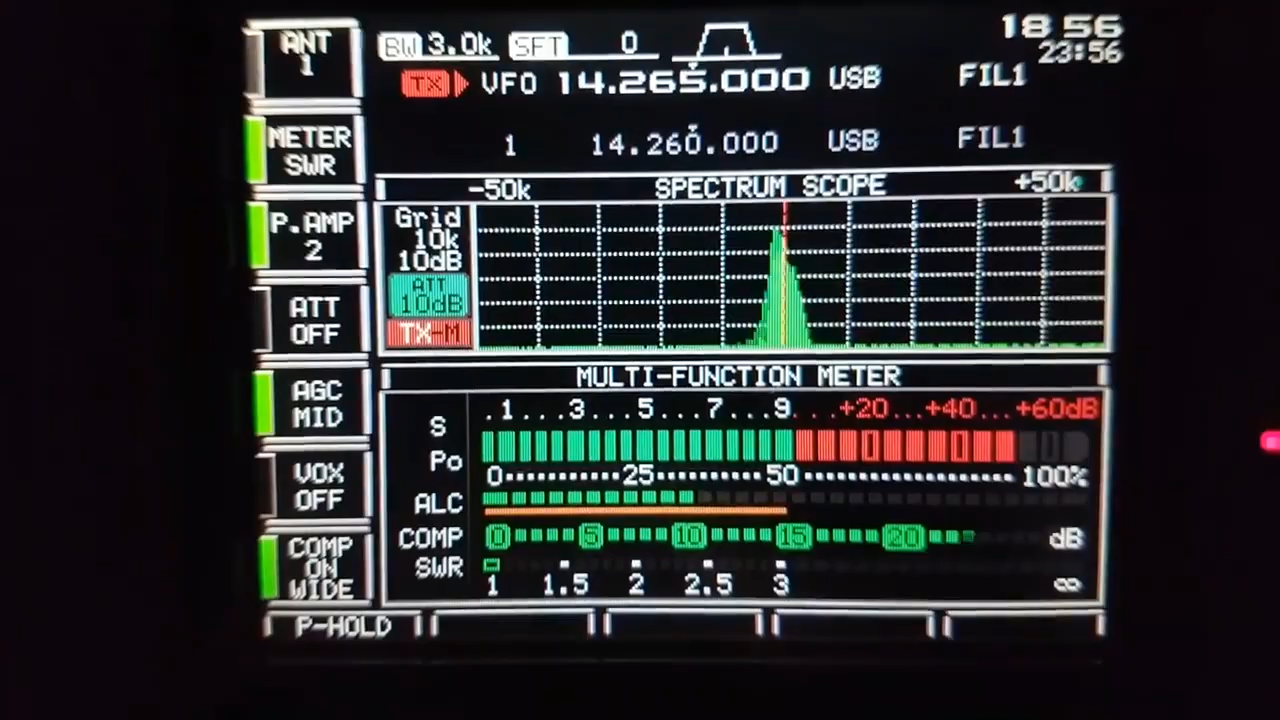 ANT 1
BW 3.0k SFT 0
18:56
23:56
TX VFO 14.265.000 USB FIL1
1 14.260.000 USB FIL1
METER SWR
-50k SPECTRUM SCOPE +50k
P.AMP 2
Grid
10k
10dB
ATT
10dB
TX-M
ATT OFF
MULTI-FUNCTION METER
AGC MID
S .1...3...5...7...9...+20...+40...+60dB
Po 0 25 50 100%
VOX OFF
ALC
COMP 0 5 10 15 20 dB
SWR 1 1.5 2 2.5 3 ∞
COMP ON WIDE
P-HOLD